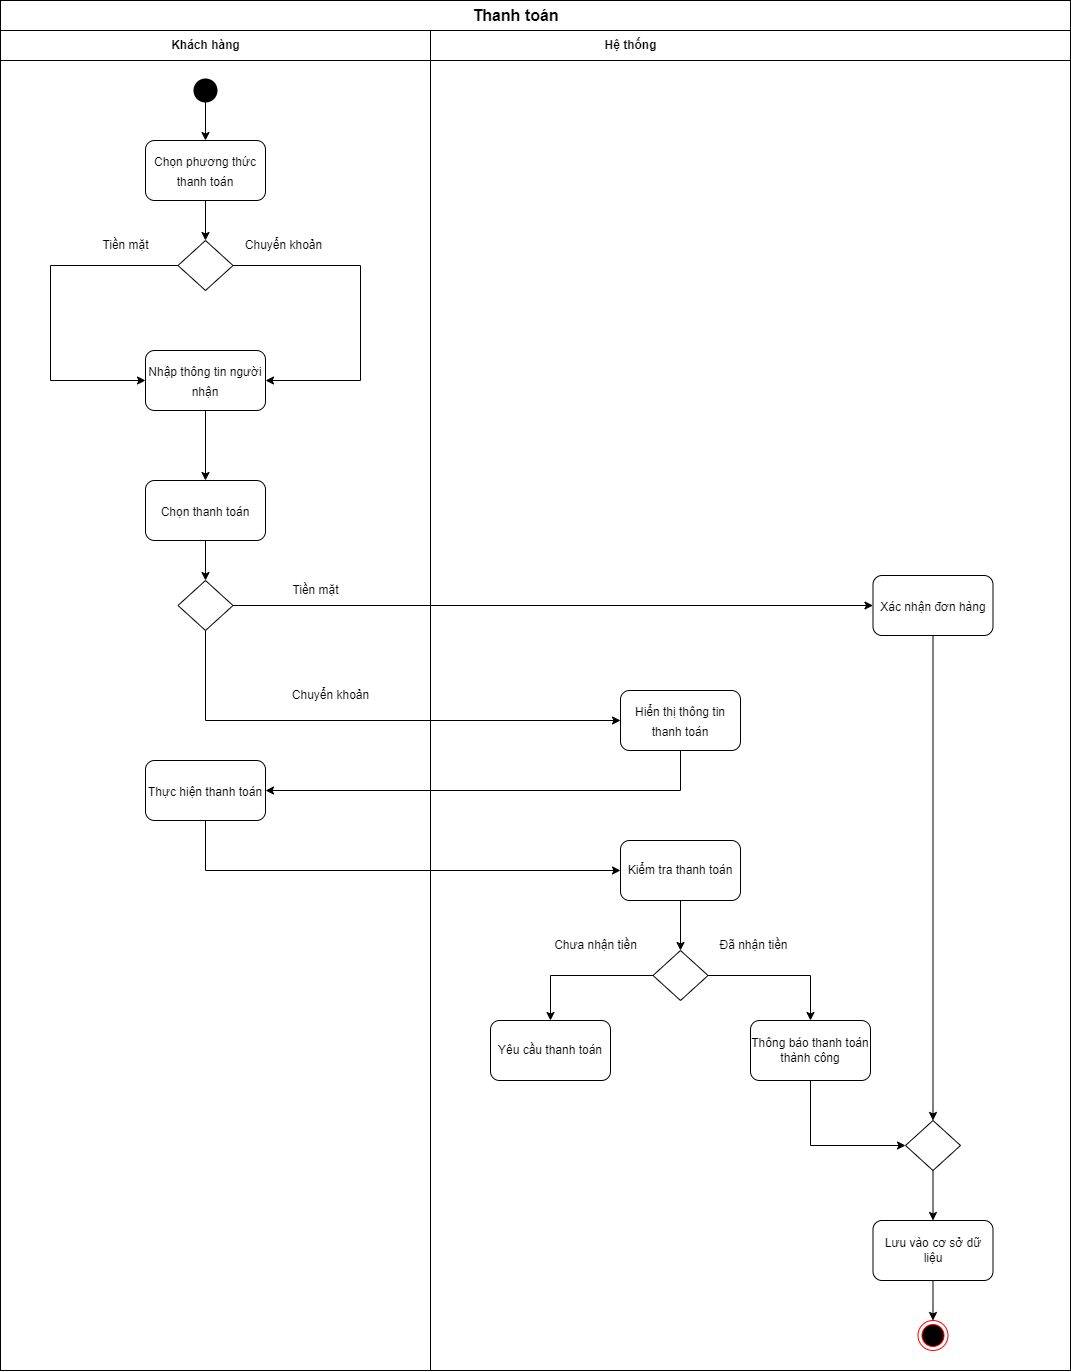 Thanh toán
Khách hàng
Hệ thống
Chọn phương thức
thanh toán
Tiền mặt
Chuyển khoản
Nhập thông tin người
nhận
Chọn thanh toán
Tiền mặt
Xác nhận đơn hàng
Chuyển khoản
Hiển thị thông tin
thanh toán
Thực hiện thanh toán
Kiểm tra thanh toán
Chưa nhận tiền
Đã nhận tiền
Yêu cầu thanh toán
Thông báo thanh toán
thành công
Lưu vào cơ sở dữ
liệu